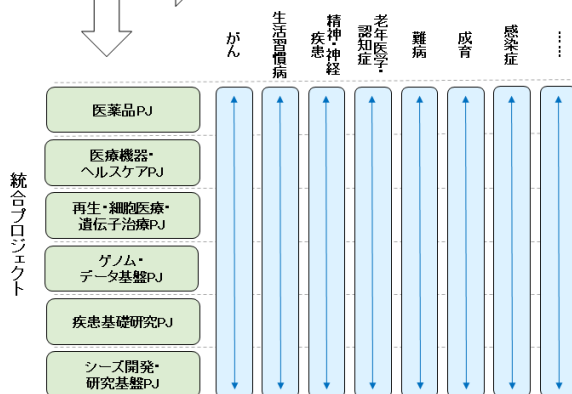 がん
生活習慣病
精神・神経
疾患
老年医学・
認知症
難病
成育
感染症
……
統合プロジェクト
医薬品PJ
医療機器・
ヘルスケアPJ
再生・細胞医療・
遺伝子治療PJ
ゲノム・
データ基盤PJ
疾患基礎研究PJ
シーズ開発・
研究基盤PJ